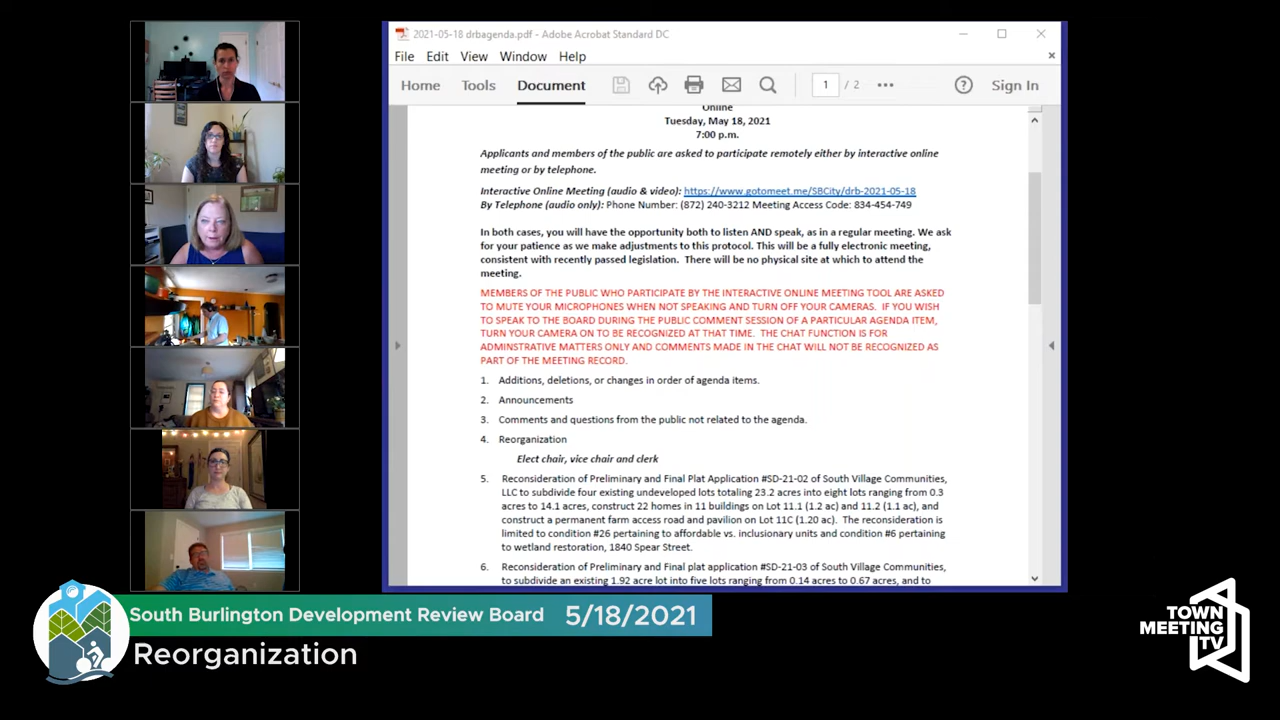 2021-05-18 drbagenda.pdf - Adobe Acrobat Standard DC
File Edit View Window Help
Home Tools Document 1 / 2 Sign In
Online
Tuesday, May 18, 2021
7:00 p.m.
Applicants and members of the public are asked to participate remotely either by interactive online
meeting or by telephone.
Interactive Online Meeting (audio & video): https://www.gotomeet.me/SBCity/drb-2021-05-18
By Telephone (audio only): Phone Number: (872) 240-3212 Meeting Access Code: 834-454-749
In both cases, you will have the opportunity both to listen AND speak, as in a regular meeting. We ask
for your patience as we make adjustments to this protocol. This will be a fully electronic meeting,
consistent with recently passed legislation. There will be no physical site at which to attend the
meeting.
MEMBERS OF THE PUBLIC WHO PARTICIPATE BY THE INTERACTIVE ONLINE MEETING TOOL ARE ASKED
TO MUTE YOUR MICROPHONES WHEN NOT SPEAKING AND TURN OFF YOUR CAMERAS. IF YOU WISH
TO SPEAK TO THE BOARD DURING THE PUBLIC COMMENT SESSION OF A PARTICULAR AGENDA ITEM,
TURN YOUR CAMERA ON TO BE RECOGNIZED AT THAT TIME. THE CHAT FUNCTION IS FOR
ADMINSTRATIVE MATTERS ONLY AND COMMENTS MADE IN THE CHAT WILL NOT BE RECOGNIZED AS
PART OF THE MEETING RECORD.
1. Additions, deletions, or changes in order of agenda items.
2. Announcements
3. Comments and questions from the public not related to the agenda.
4. Reorganization
Elect chair, vice chair and clerk
5. Reconsideration of Preliminary and Final Plat Application #SD-21-02 of South Village Communities,
LLC to subdivide four existing undeveloped lots totaling 23.2 acres into eight lots ranging from 0.3
acres to 14.1 acres, construct 22 homes in 11 buildings on Lot 11.1 (1.2 ac) and 11.2 (1.1 ac), and
construct a permanent farm access road and pavilion on Lot 11C (1.20 ac). The reconsideration is
limited to condition #26 pertaining to affordable vs. inclusionary units and condition #6 pertaining
to wetland restoration, 1840 Spear Street.
6. Reconsideration of Preliminary and Final Plat application #SD-21-03 of South Village Communities,
to subdivide an existing 1.92 acre lot into five lots ranging from 0.14 acres to 0.67 acres, and to
South Burlington Development Review Board 5/18/2021
Reorganization
TOWN
MEETING
TV